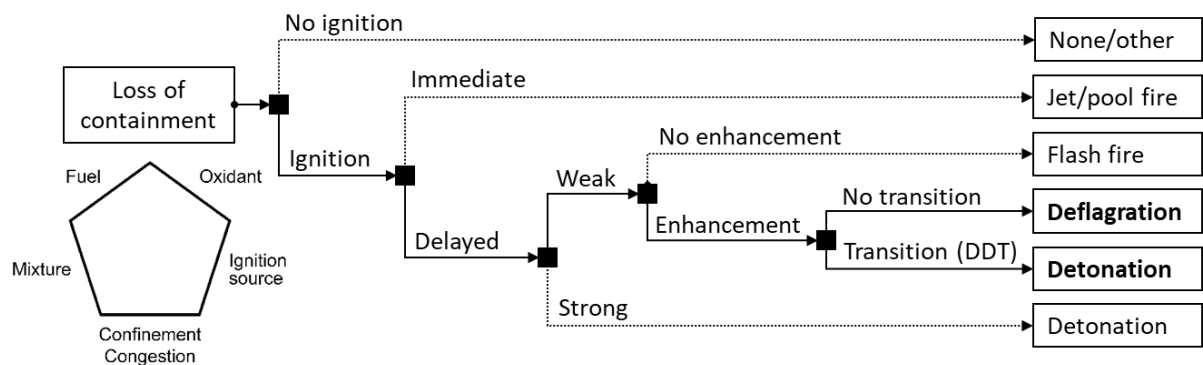 No ignition
None/other
Loss of
containment
Immediate
Jet/pool fire
Ignition
No enhancement
Flash fire
Weak
Fuel
Oxidant
No transition
Deflagration
Enhancement
Delayed
Transition (DDT)
Detonation
Mixture
Ignition
source
Strong
Detonation
Confinement
Congestion